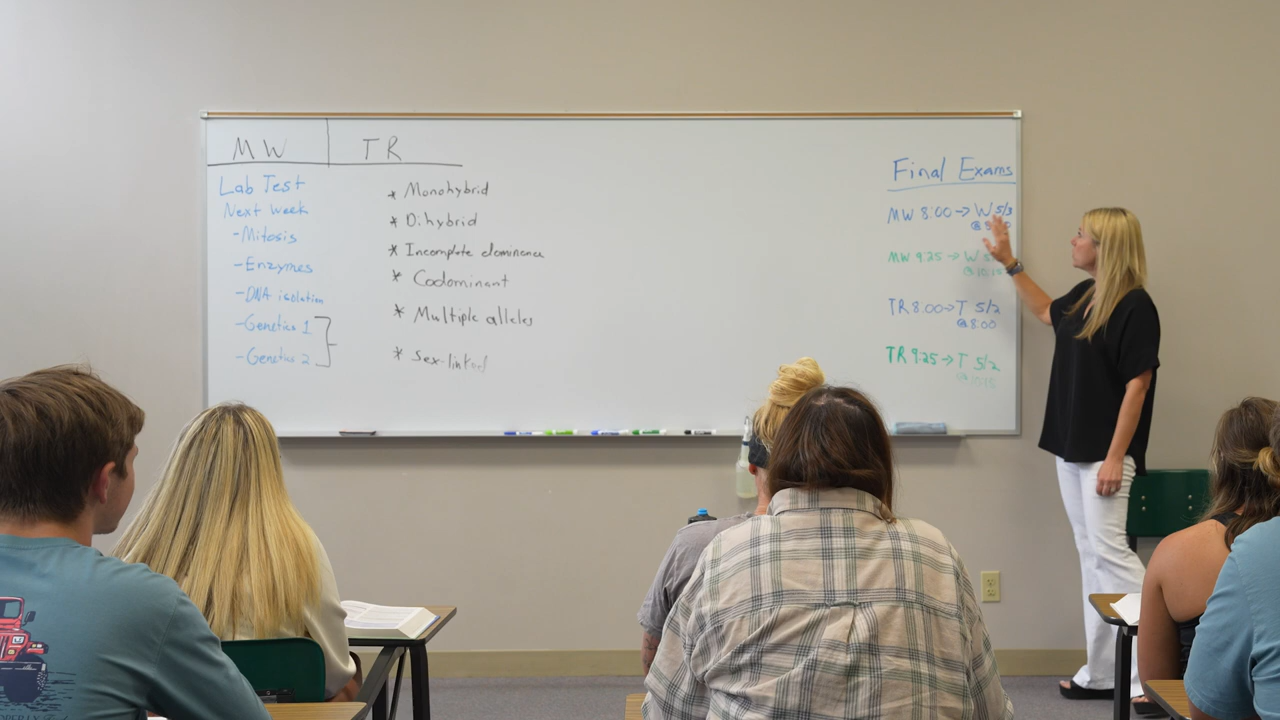 MW TR
Lab Test
Next Week
- Mitosis
- Enzymes
- DNA isolation
- Genetics 1
- Genetics 2
* Monohybrid
* Dihybrid
* Incomplete dominance
* Codominant
* Multiple alleles
* Sex-linked
Final Exams
MW 8:00 → W 5/3
MW 9:25 → W
@ 10:15
TR 8:00 → T 5/2
@ 8:00
TR 9:25 → T 5/2